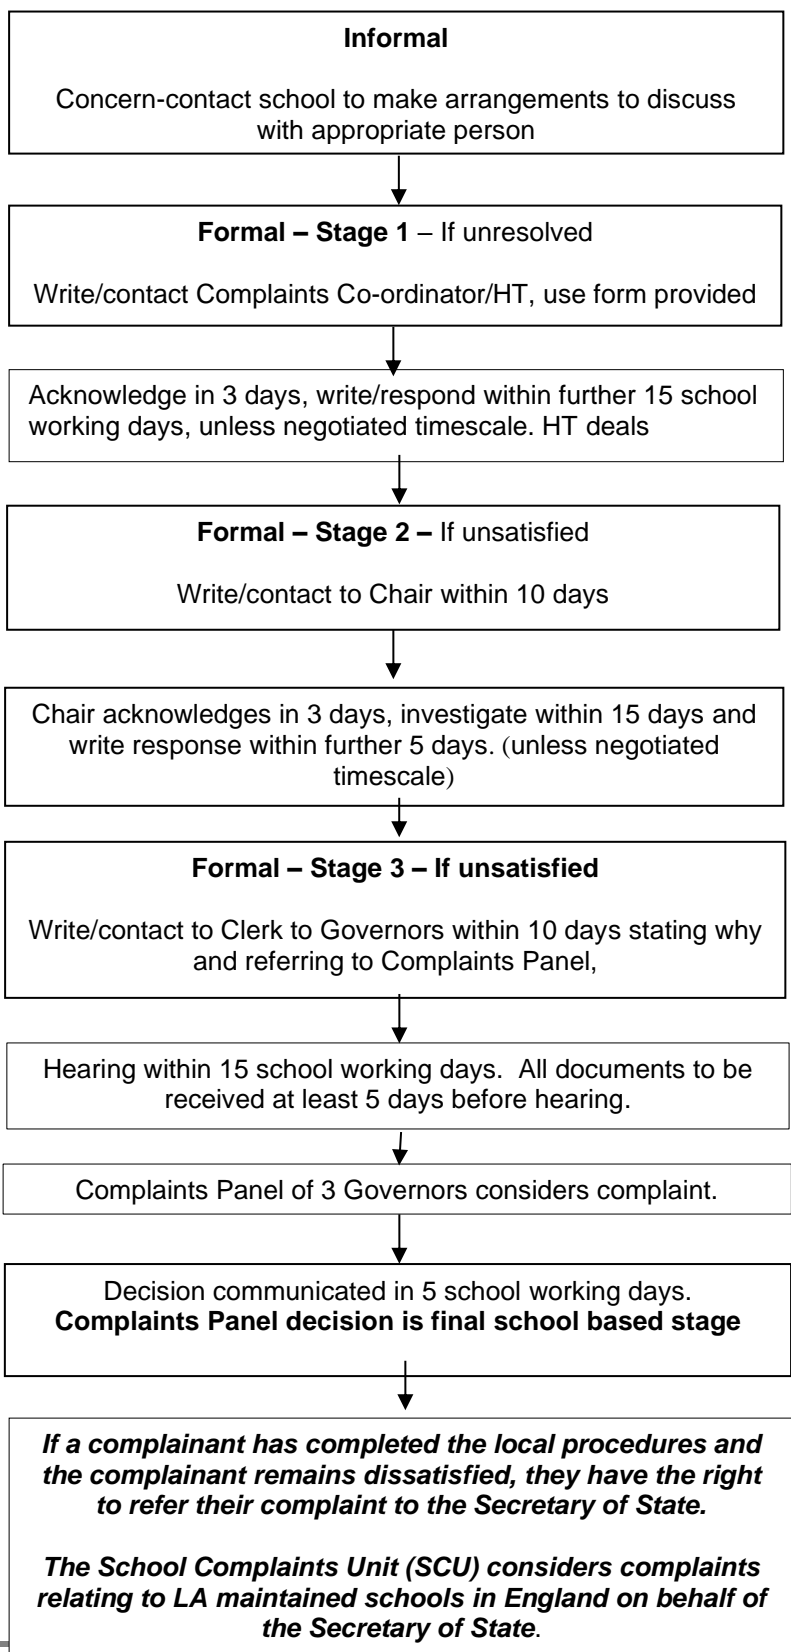 Informal
Concern-contact school to make arrangements to discuss
with appropriate person
Formal – Stage 1 – If unresolved
Write/contact Complaints Co-ordinator/HT, use form provided
Acknowledge in 3 days, write/respond within further 15 school
working days, unless negotiated timescale. HT deals
Formal – Stage 2 – If unsatisfied
Write/contact to Chair within 10 days
Chair acknowledges in 3 days, investigate within 15 days and
write response within further 5 days. (unless negotiated
timescale)
Formal – Stage 3 – If unsatisfied
Write/contact to Clerk to Governors within 10 days stating why
and referring to Complaints Panel,
Hearing within 15 school working days.  All documents to be
received at least 5 days before hearing.
Complaints Panel of 3 Governors considers complaint.
Decision communicated in 5 school working days.
Complaints Panel decision is final school based stage
If a complainant has completed the local procedures and
the complainant remains dissatisfied, they have the right
to refer their complaint to the Secretary of State.
The School Complaints Unit (SCU) considers complaints
relating to LA maintained schools in England on behalf of
the Secretary of State.